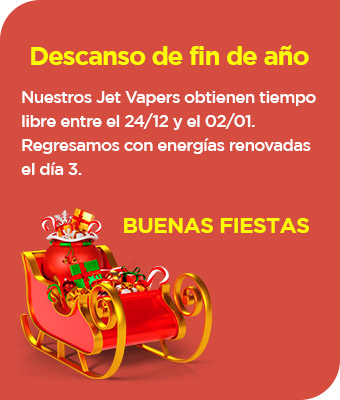 Descanso de fin de año
Nuestros Jet Vapers obtienen tiempo
libre entre el 24/12 y el 02/01.
Regresamos con energías renovadas
el día 3.
BUENAS FIESTAS